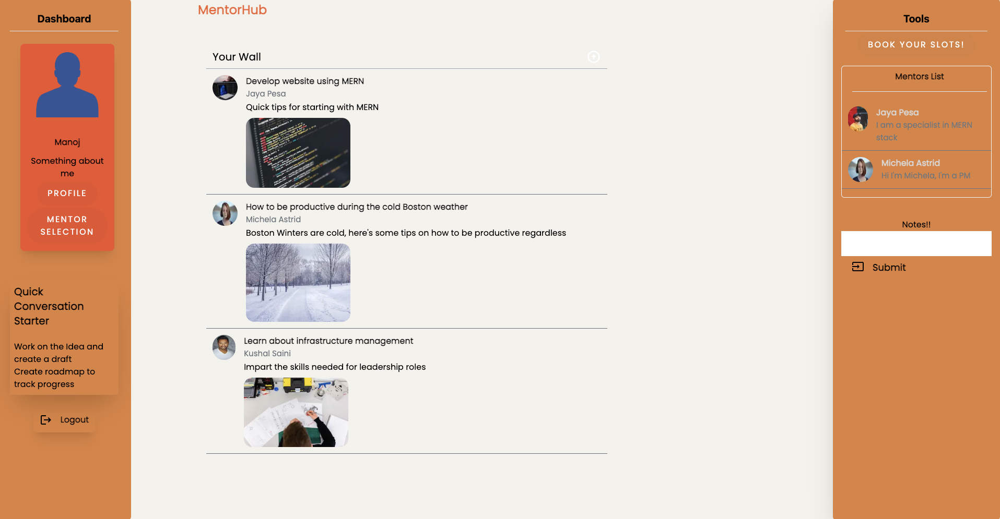 Dashboard
Manoj
Something about
me
PROFILE
MENTOR
SELECTION
Quick
Conversation
Starter
Work on the Idea and
create a draft
Create roadmap to
track progress
Logout
MentorHub
Your Wall
Develop website using MERN
Jaya Pesa
Quick tips for starting with MERN
How to be productive during the cold Boston weather
Michela Astrid
Boston Winters are cold, here's some tips on how to be productive regardless
Learn about infrastructure management
Kushal Saini
Impart the skills needed for leadership roles
Tools
BOOK YOUR SLOTS!
Mentors List
Jaya Pesa
I am a specialist in MERN
stack
Michela Astrid
Hi I'm Michela, I'm a PM
Notes!!
Submit